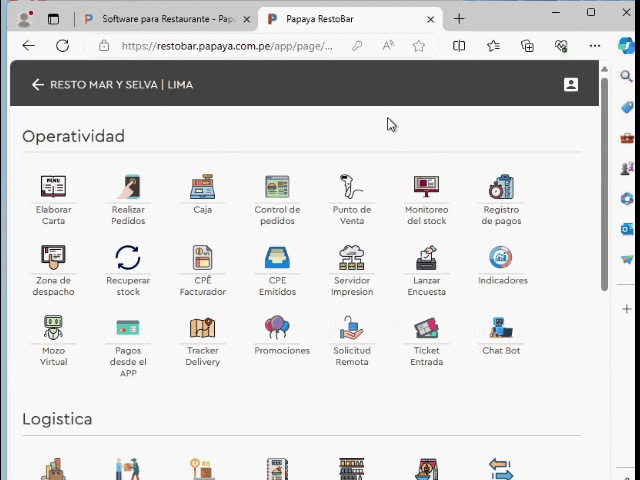 Software para Restaurante - Pap
Papaya RestoBar
https://restobar.papaya.com.pe/app/page/...
RESTO MAR Y SELVA | LIMA
Operatividad
MENU
Elaborar
Carta
Realizar
Pedidos
Caja
Control de
pedidos
Punto de
Venta
Monitoreo
del stock
Registro
de pagos
Zona de
despacho
Recuperar
stock
CPÉ
Facturador
CPE
Emitidos
Servidor
Impresion
Lanzar
Encuesta
Indicadores
Mozo
Virtual
Pagos
desde el
APP
Tracker
Delivery
Promociones
Solicitud
Remota
Ticket
Entrada
Chat Bot
Logistica